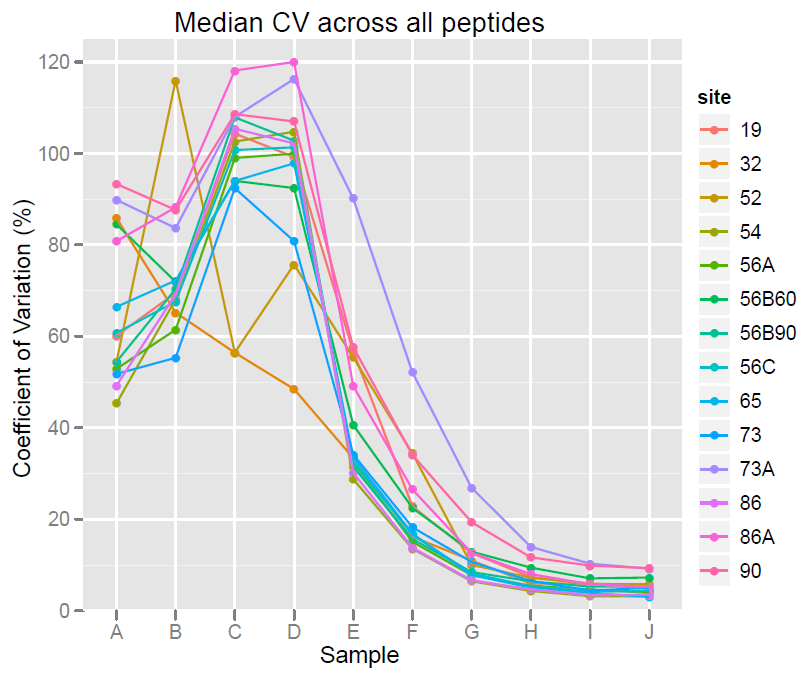 Median CV across all peptides
Coefficient of Variation (%)
120
100
80
60
40
20
0
A B C D E F G H I J
Sample
site
19
32
52
54
56A
56B60
56B90
56C
65
73
73A
86
86A
90